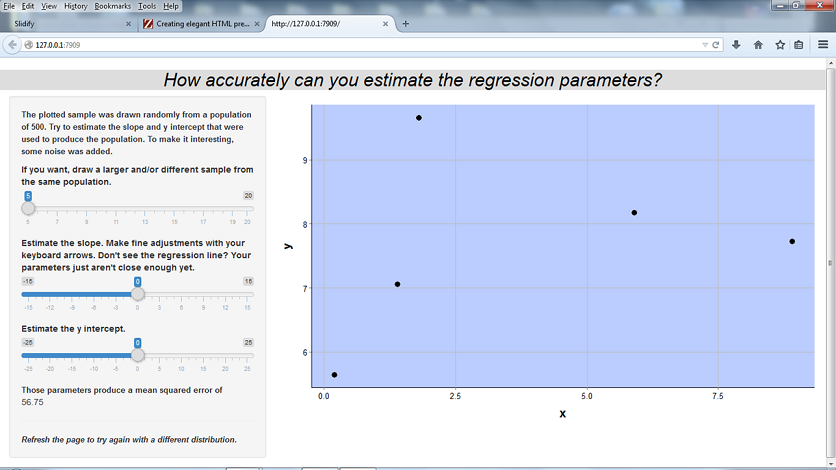 File Edit View History Bookmarks Tools Help
Slidify
Creating elegant HTML pre...
http://127.0.0.1:7909/
127.0.0.1:7909
How accurately can you estimate the regression parameters?
The plotted sample was drawn randomly from a population
of 500. Try to estimate the slope and y intercept that were
used to produce the population. To make it interesting,
some noise was added.
If you want, draw a larger and/or different sample from
the same population.
5 20
5 7 9 11 13 15 17 19 20
Estimate the slope. Make fine adjustments with your
keyboard arrows. Don't see the regression line? Your
parameters just aren't close enough yet.
-15 0 15
-15 -12 -9 -6 -3 0 3 6 9 12 15
Estimate the y intercept.
-25 0 25
-25 -20 -15 -10 -5 0 5 10 15 20 25
Those parameters produce a mean squared error of
56.75
Refresh the page to try again with a different distribution.
y
9
8
7
6
0.0 2.5 5.0 7.5
x